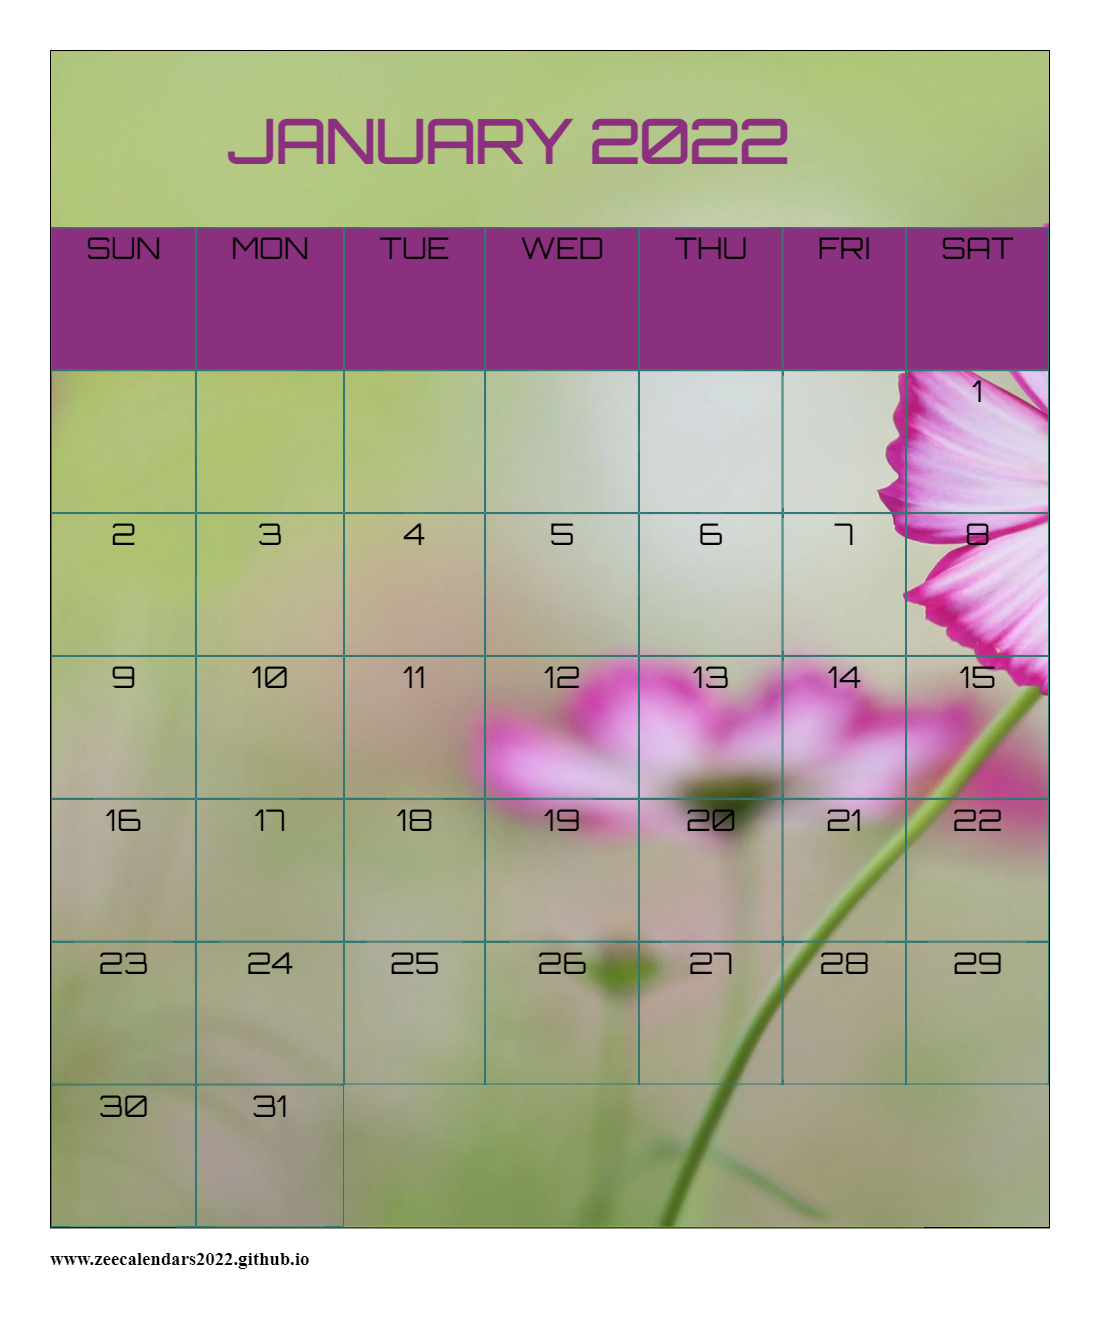 JANUARY 2022
SUN MON TUE WED THU FRI SAT
1
2 3 4 5 6 7 8
9 10 11 12 13 14 15
16 17 18 19 20 21 22
23 24 25 26 27 28 29
30 31
www.zeecalendars2022.github.io